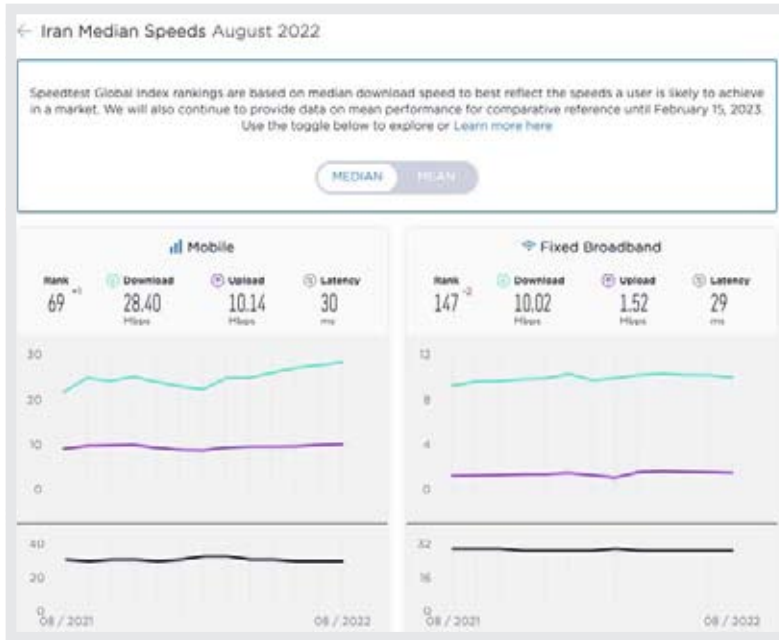 ← Iran Median Speeds August 2022
Speedtest Global Index rankings are based on median download speed to best reflect the speeds a user is likely to achieve
in a market. We will also continue to provide data on mean performance for comparative reference until February 15, 2023.
Use the toggle below to explore or Learn more here
MEDIAN MEAN
Mobile
Rank Download Upload Latency
69 +1 28.40 10.14 30
Mbps Mbps ms
30
20
10
0
40
20
0
08 / 2021 08 / 2022
Fixed Broadband
Rank Download Upload Latency
147 -2 10.02 1.52 29
Mbps Mbps ms
12
8
4
0
32
16
0
08 / 2021 08 / 2022